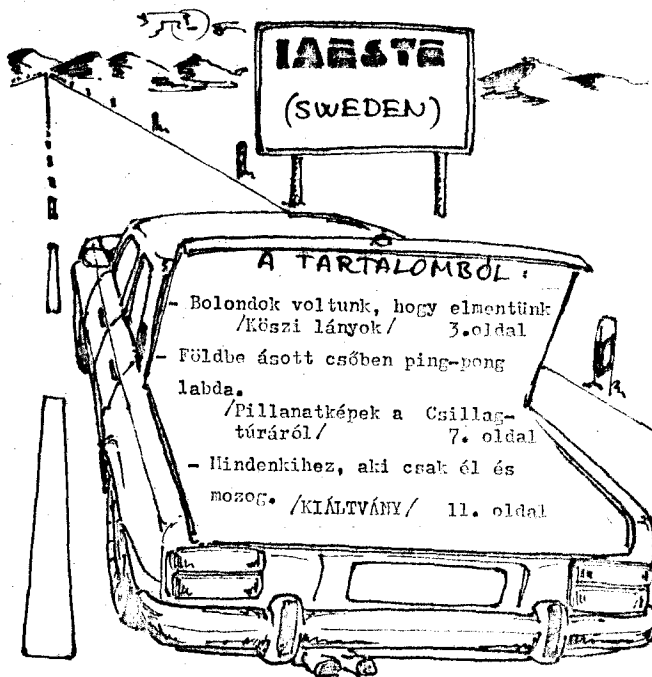 IAESTE
(SWEDEN)
A TARTALOMBÓL:
- Bolondok voltunk, hogy elmentünk
/Köszi lányok/ 3.oldal
- Földbe ásott csőben ping-pong
labda.
/Pillanatképek a Csillag-
túráról/ 7. oldal
- Mindenkihez, aki csak él és
mozog. /KIÁLTVÁNY/ 11. oldal